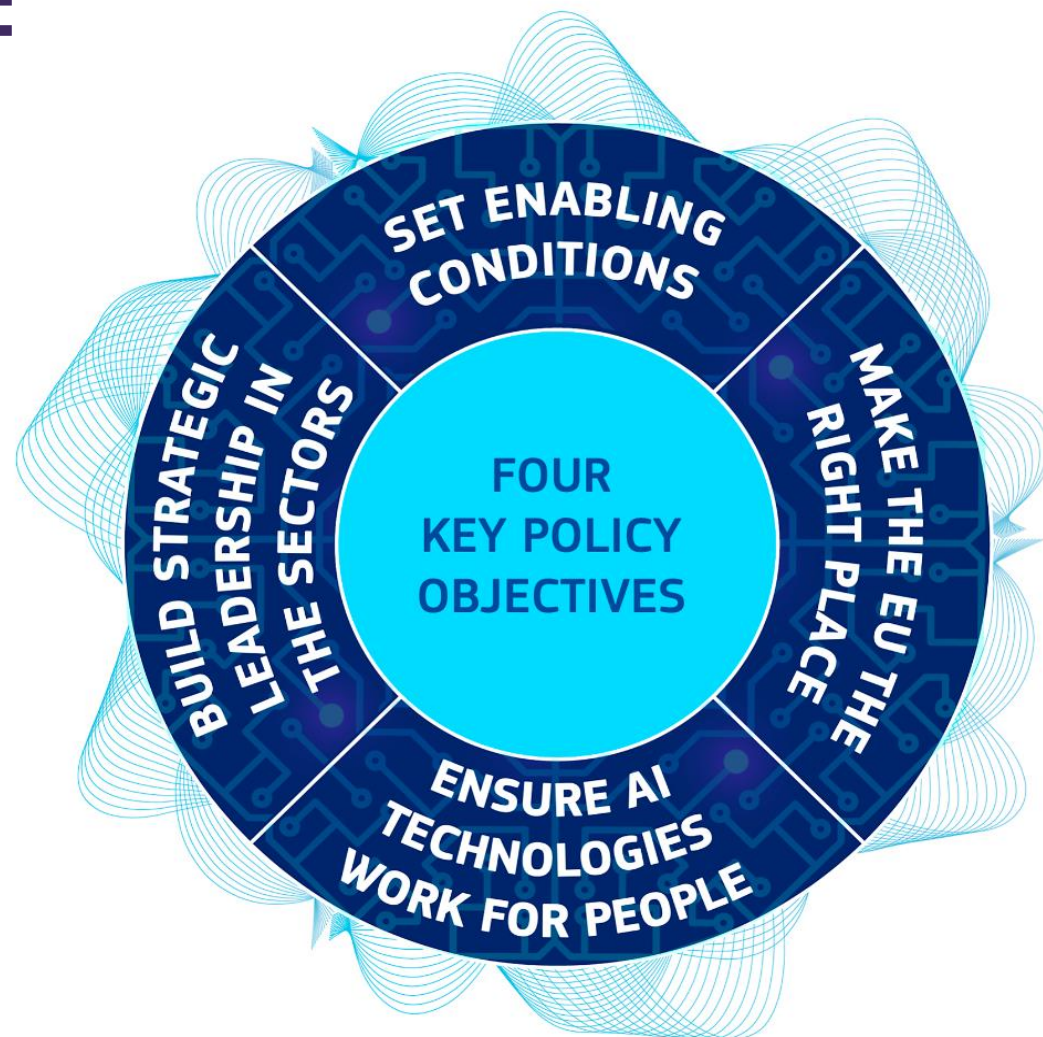 SET ENABLING
CONDITIONS
MAKE THE EU THE
RIGHT PLACE
ENSURE AI
TECHNOLOGIES
WORK FOR PEOPLE
BUILD STRATEGIC
LEADERSHIP IN
THE SECTORS
FOUR
KEY POLICY
OBJECTIVES